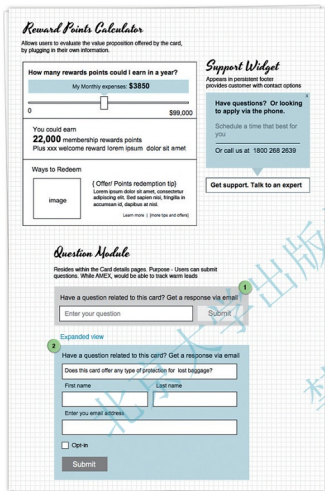 Reward Points Calculator
Allows users to evaluate the value proposition offered by the card,
by plugging in their own information.
How many rewards points could I earn in a year?
My Monthly expenses: $3850
0
$99,000
You could earn
22,000 membership rewards points
Plus xxx welcome reward lorem ipsum dolor sit amet
Ways to Redeem
image
{ Offer/ Points redemption tip}
Lorem ipsum dolor sit amet, consectetur
adipiscing elit. Sed sapien nisl, fringilla in
accumsan id, dapibus at nisl.
Learn more | {more tips and offers}
Support Widget
Appears in persistent footer
provides customer with contact options
x
Have questions? Or looking
to apply via the phone.
Schedule a time that best for
you
Or call us at 1800 268 2639
Get support. Talk to an expert
Question Module
Resides within the Card details pages. Purpose - Users can submit
questions. While AMEX, would be able to track warm leads
1
Have a question related to this card? Get a response via email
Enter your question
Submit
Expanded view
2
Have a question related to this card? Get a response via email
Does this card offer any type of protection for lost baggage?
First name
Last name
Enter you email address
Opt-in
Submit
北京大学出版